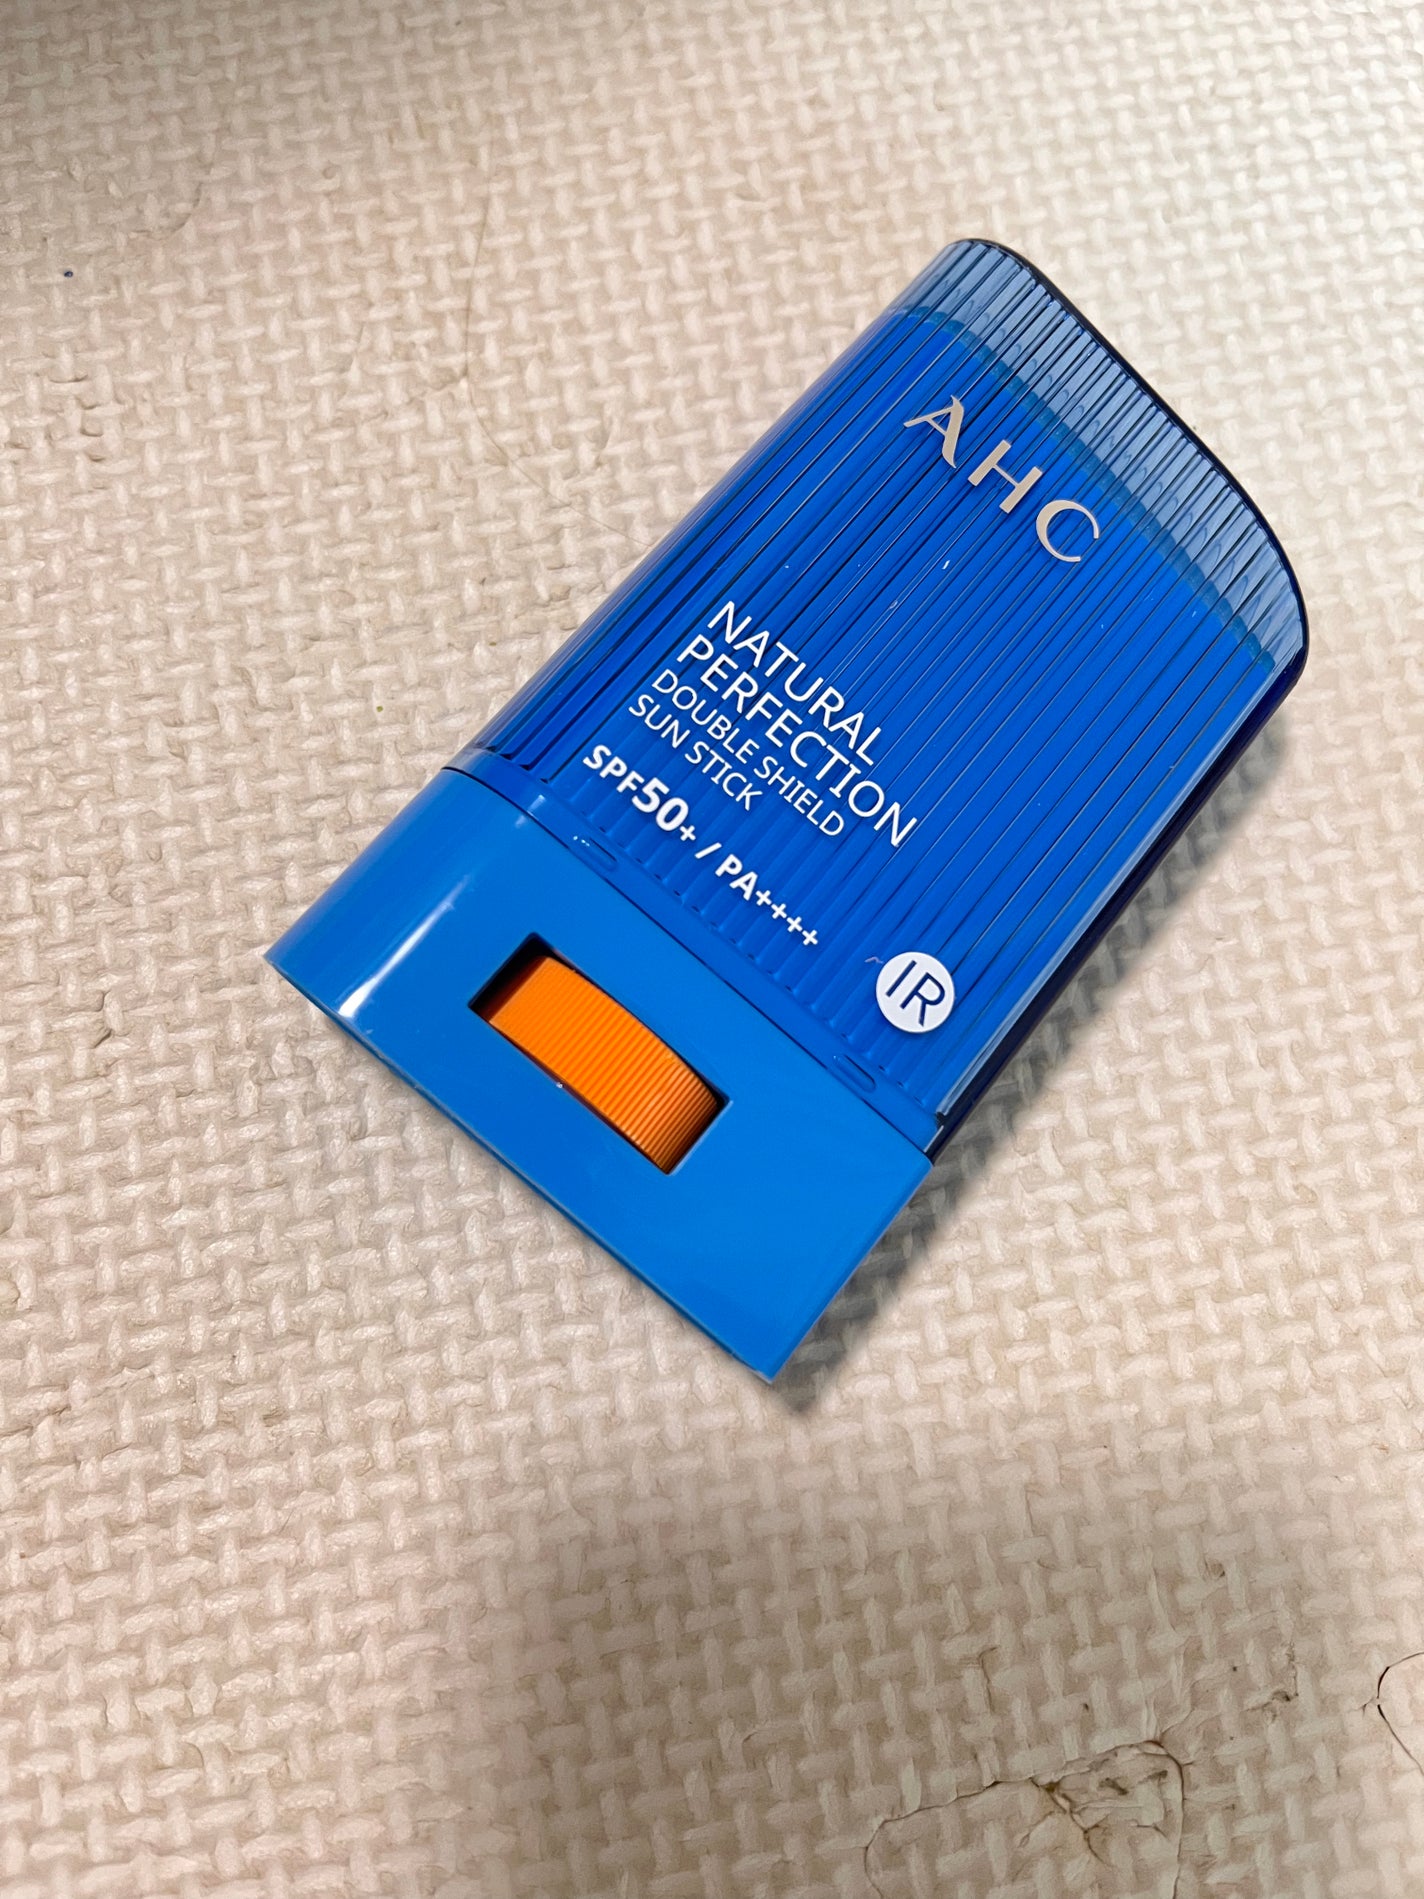 AHC
NATURAL
PERFECTION
DOUBLE SHIELD
SUN STICK
SPF50+ / PA++++
IR